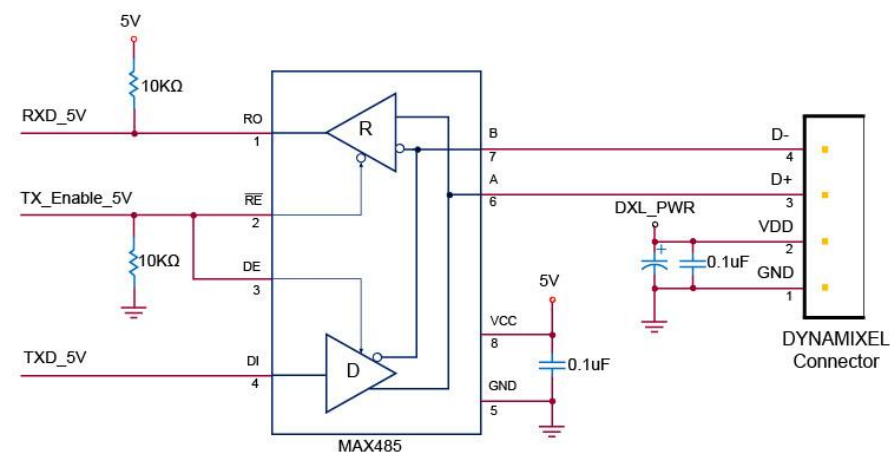 5V
10KΩ
RXD_5V
RO
1
R
B
7
D-
4
A
6
D+
3
TX_Enable_5V
RE
2
DXL_PWR
VDD
2
+
0.1uF
10KΩ
DE
3
GND
1
5V
VCC
8
DYNAMIXEL
Connector
TXD_5V
DI
4
D
0.1uF
GND
5
MAX485